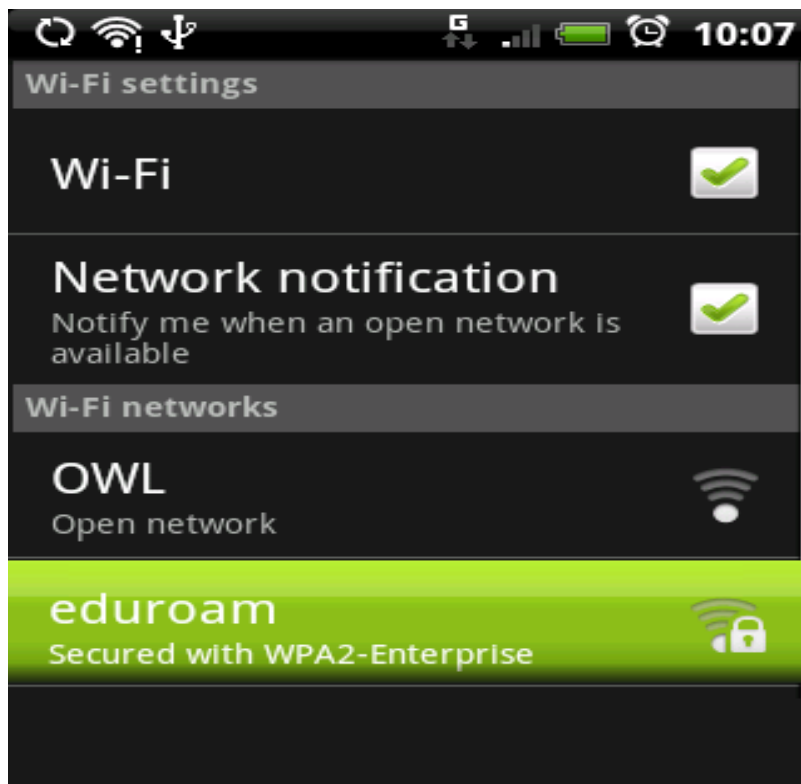 G 10:07
Wi-Fi settings
Wi-Fi
Network notification
Notify me when an open network is
available
Wi-Fi networks
OWL
Open network
eduroam
Secured with WPA2-Enterprise